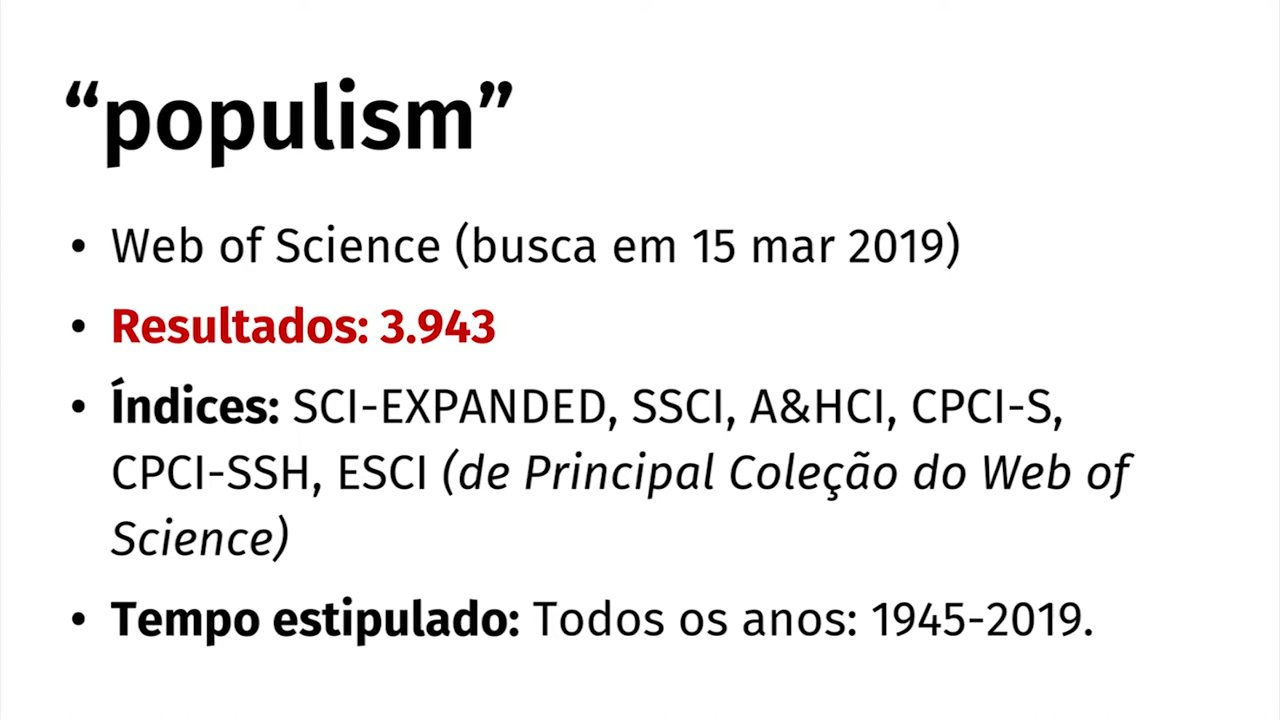 “populism”
• Web of Science (busca em 15 mar 2019)
• Resultados: 3.943
• Índices: SCI-EXPANDED, SSCI, A&HCI, CPCI-S,
CPCI-SSH, ESCI (de Principal Coleção do Web of
Science)
• Tempo estipulado: Todos os anos: 1945-2019.